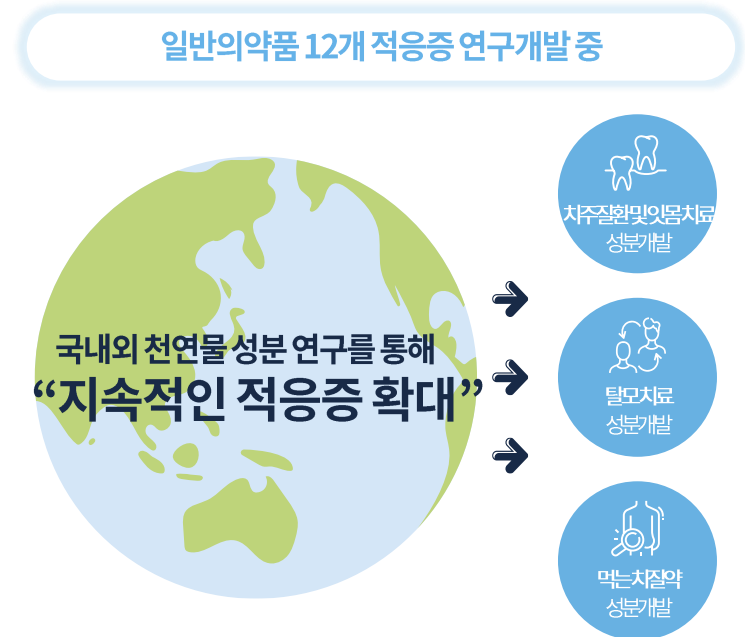 일반의약품 12개 적응증 연구개발 중
국내외 천연물 성분 연구를 통해
“지속적인 적응증 확대”
치주질환 및 잇몸치료
성분개발
탈모치료
성분개발
먹는 치질약
성분개발